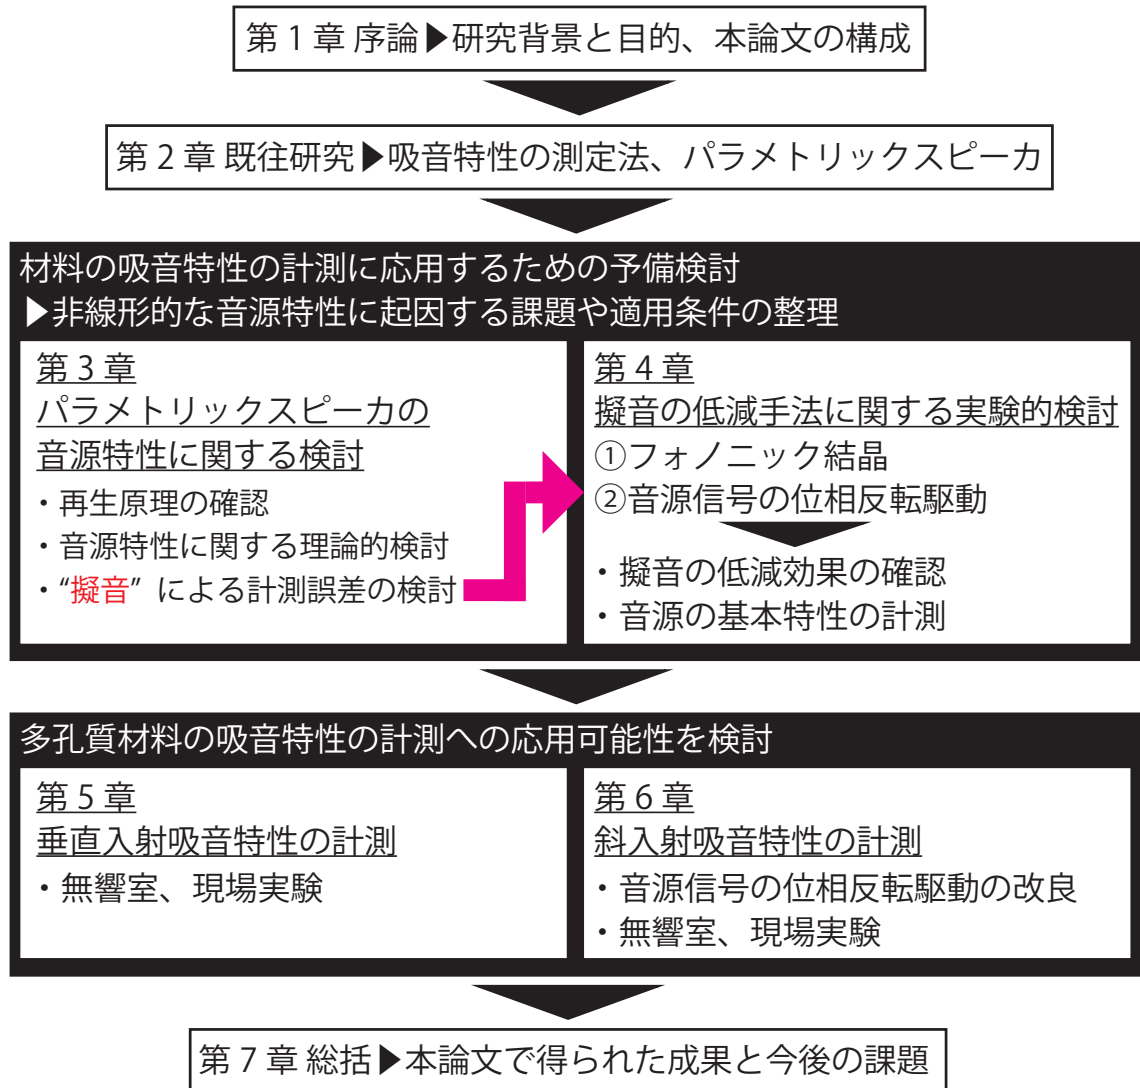 第 1 章 序論▶研究背景と目的、本論文の構成
第 2 章 既往研究▶吸音特性の測定法、パラメトリックスピーカ
材料の吸音特性の計測に応用するための予備検討
▶非線形的な音源特性に起因する課題や適用条件の整理
第 3 章
パラメトリックスピーカの
音源特性に関する検討
・再生原理の確認
・音源特性に関する理論的検討
・“擬音” による計測誤差の検討
第 4 章
擬音の低減手法に関する実験的検討
①フォノニック結晶
②音源信号の位相反転駆動
・擬音の低減効果の確認
・音源の基本特性の計測
多孔質材料の吸音特性の計測への応用可能性を検討
第 5 章
垂直入射吸音特性の計測
・無響室、現場実験
第 6 章
斜入射吸音特性の計測
・音源信号の位相反転駆動の改良
・無響室、現場実験
第 7 章 総括▶本論文で得られた成果と今後の課題